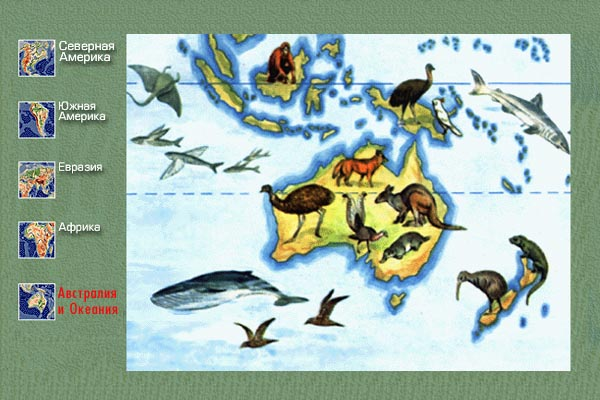 Северная
Америка
Южная
Америка
Евразия
Африка
Австралия
и Океания